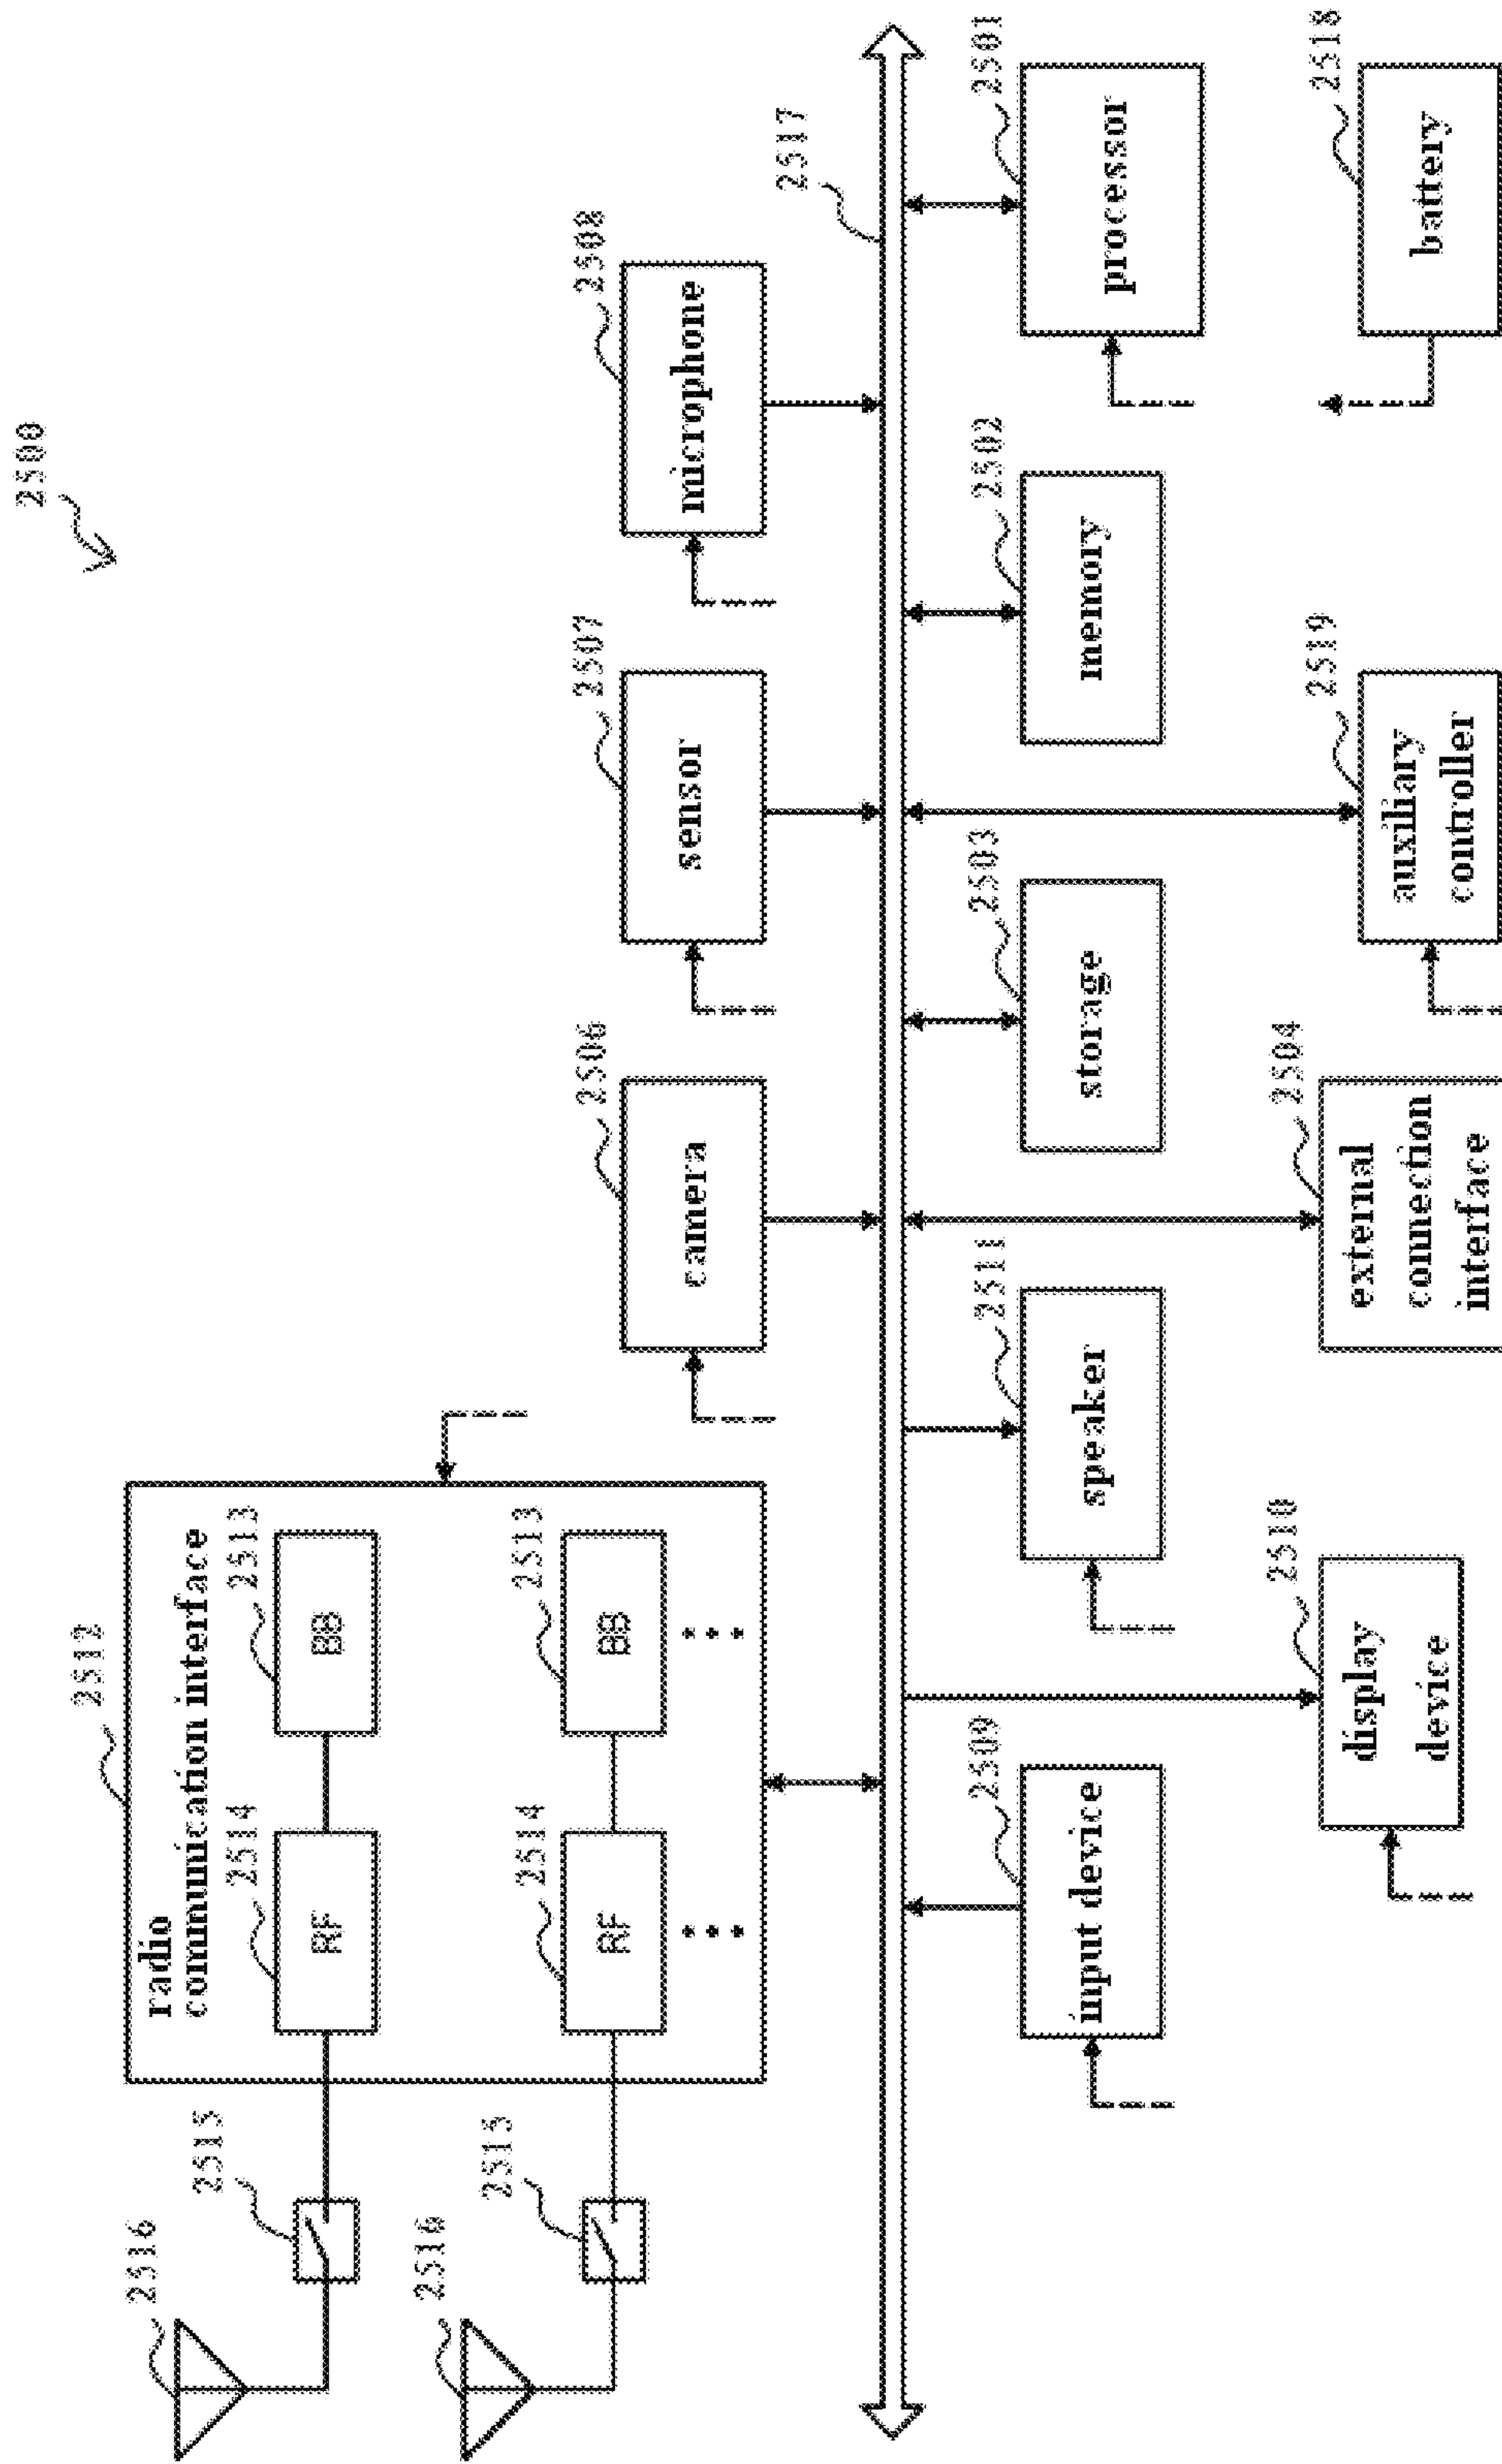 2500
2512
radio
communication interface
2516
2515
2514
RF
2513
BB
2516
2515
2514
RF
2513
BB
2506
camera
2507
sensor
2508
microphone
2517
2509
input device
2511
speaker
2503
storage
2502
memory
2501
processor
2510
display
device
2504
external
connection
interface
2519
auxiliary
controller
2518
battery